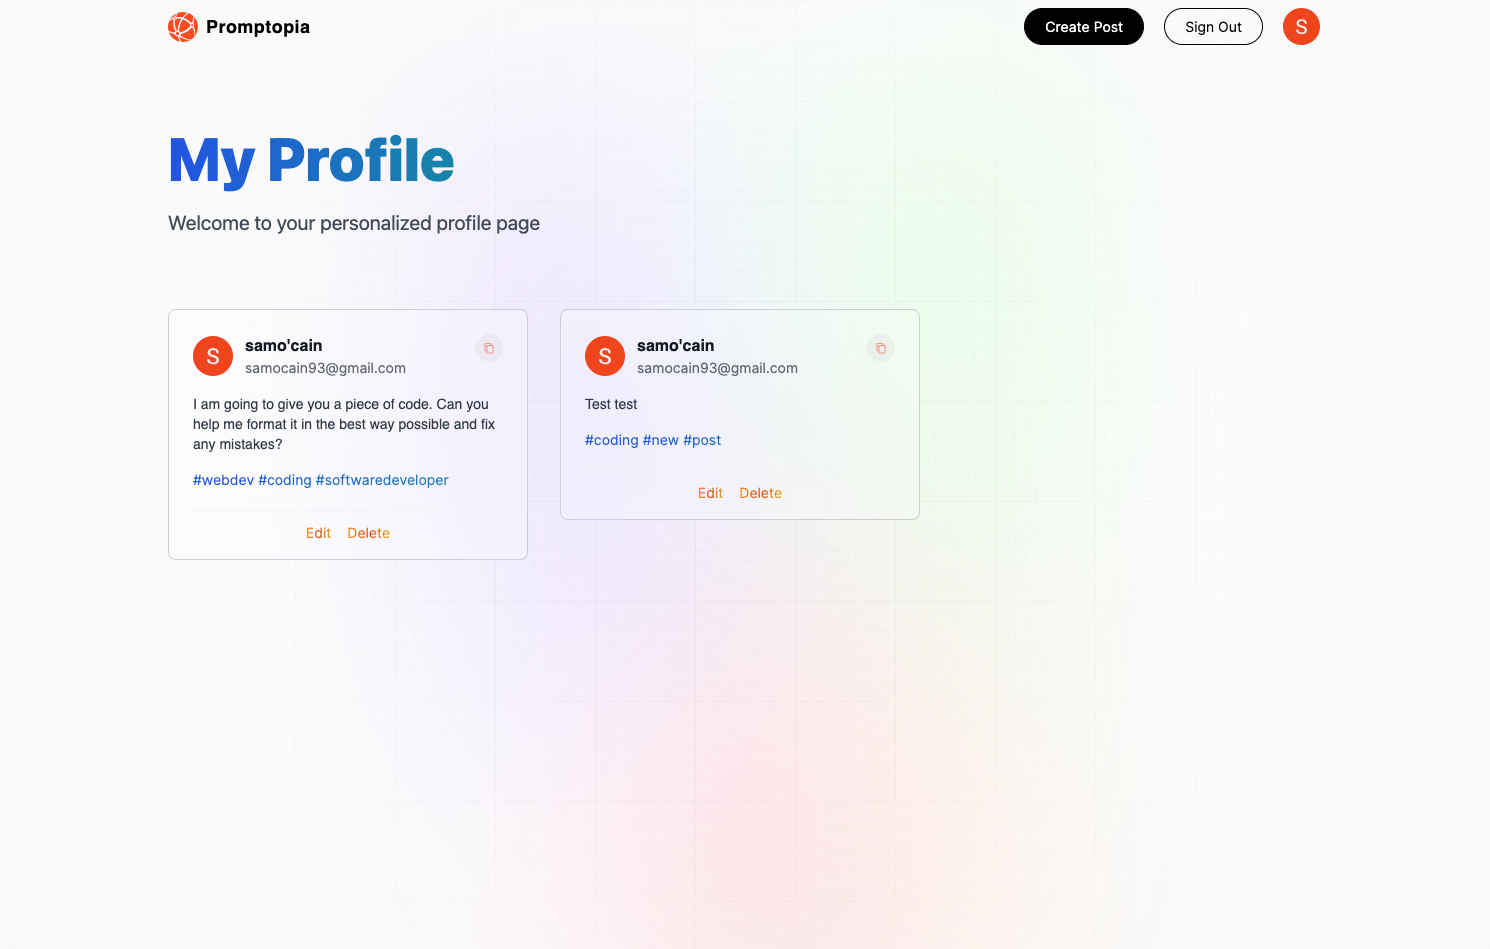 Promptopia
Create Post
Sign Out
S
My Profile
Welcome to your personalized profile page
S
samo'cain
samocain93@gmail.com
I am going to give you a piece of code. Can you
help me format it in the best way possible and fix
any mistakes?
#webdev #coding #softwaredeveloper
Edit Delete
S
samo'cain
samocain93@gmail.com
Test test
#coding #new #post
Edit Delete